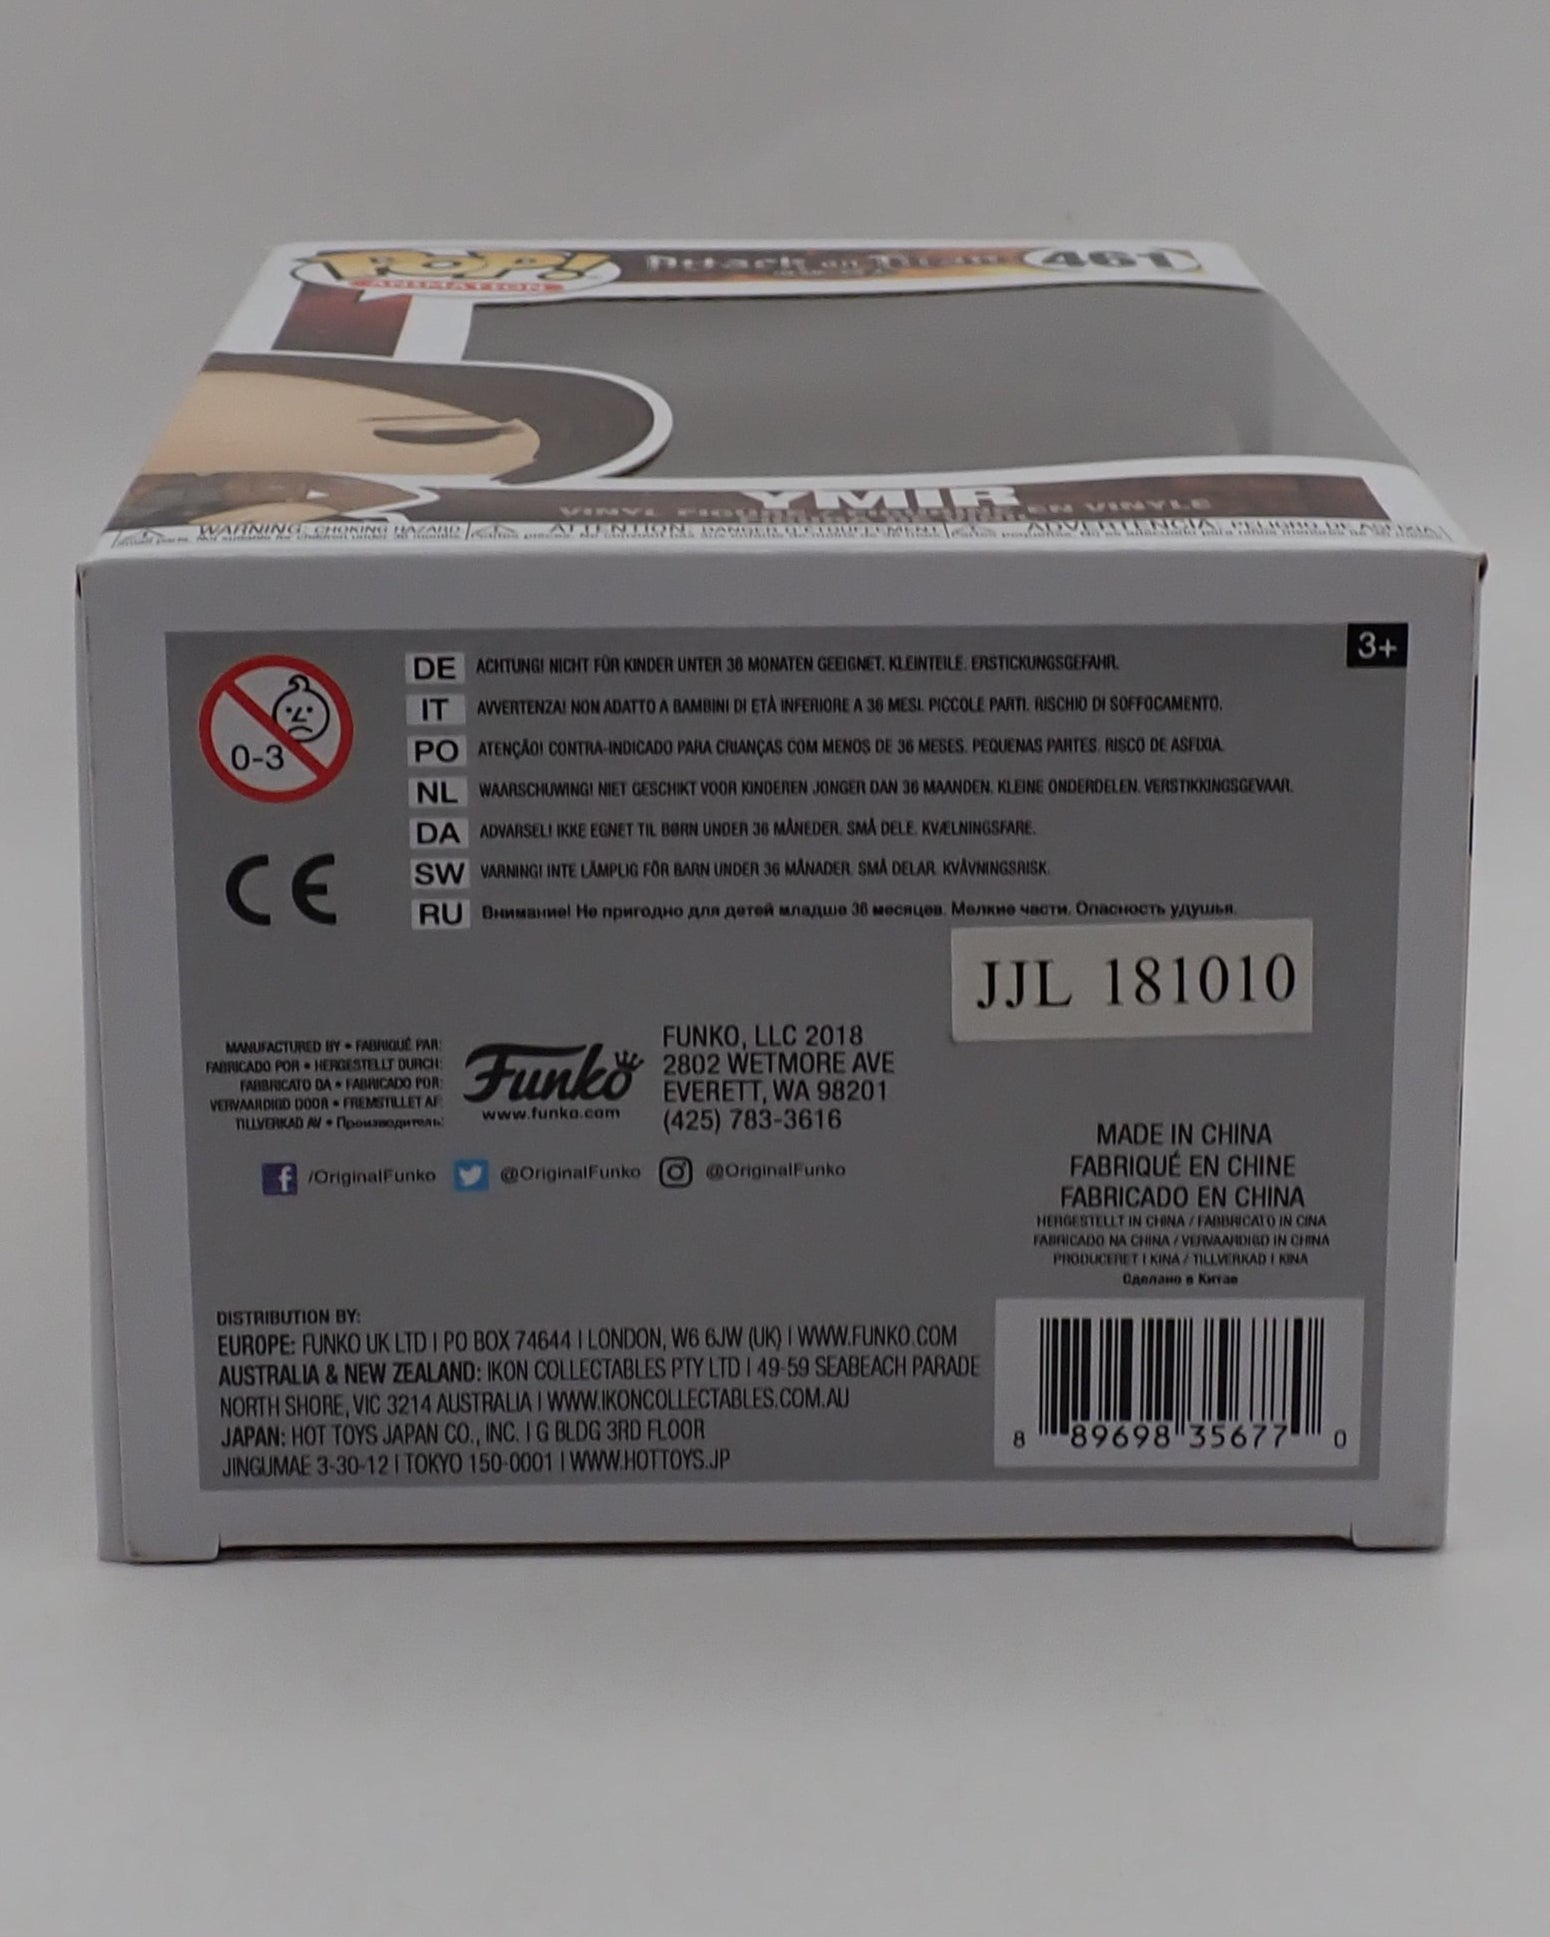 POP!
ANIMATION
Attack on Titan
461
YMIR
VINYL FIGURE / FIGURINE EN VINYLE
WARNING: CHOKING HAZARD
ATTENTION: DANGER D'ÉTOUFFEMENT
ADVERTENCIA: PELIGRO DE ASFIXIA
3+
0-3
DE ACHTUNG! NICHT FÜR KINDER UNTER 36 MONATEN GEEIGNET. KLEINTEILE. ERSTICKUNGSGEFAHR.
IT AVVERTENZA! NON ADATTO A BAMBINI DI ETÀ INFERIORE A 36 MESI. PICCOLE PARTI. RISCHIO DI SOFFOCAMENTO.
PO ATENÇÃO! CONTRA-INDICADO PARA CRIANÇAS COM MENOS DE 36 MESES. PEQUENAS PARTES. RISCO DE ASFIXIA.
NL WAARSCHUWING! NIET GESCHIKT VOOR KINDEREN JONGER DAN 36 MAANDEN. KLEINE ONDERDELEN. VERSTIKKINGSGEVAAR.
DA ADVARSEL! IKKE EGNET TIL BØRN UNDER 36 MÅNEDER. SMÅ DELE. KVÆLNINGSFARE.
SW VARNING! INTE LÄMPLIG FÖR BARN UNDER 36 MÅNADER. SMÅ DELAR. KVÄVNINGSRISK.
RU Внимание! Не пригодно для детей младше 36 месяцев. Мелкие части. Опасность удушья.
CE
JJL 181010
MANUFACTURED BY • FABRIQUÉ PAR:
FABRICADO POR • HERGESTELLT DURCH:
FABBRICATO DA • FABRICADO POR:
VERVAARDIGD DOOR • FREMSTILLET AF:
TILLVERKAD AV • Производитель:
Funko
www.funko.com
FUNKO, LLC 2018
2802 WETMORE AVE
EVERETT, WA 98201
(425) 783-3616
/OriginalFunko @OriginalFunko @OriginalFunko
MADE IN CHINA
FABRIQUÉ EN CHINE
FABRICADO EN CHINA
HERGESTELLT IN CHINA / FABBRICATO IN CINA
FABRICADO NA CHINA / VERVAARDIGD IN CHINA
PRODUCERET I KINA / TILLVERKAD I KINA
Сделано в Китае
DISTRIBUTION BY:
EUROPE: FUNKO UK LTD | PO BOX 74644 | LONDON, W6 6JW (UK) | WWW.FUNKO.COM
AUSTRALIA & NEW ZEALAND: IKON COLLECTABLES PTY LTD | 49-59 SEABEACH PARADE
NORTH SHORE, VIC 3214 AUSTRALIA | WWW.IKONCOLLECTABLES.COM.AU
JAPAN: HOT TOYS JAPAN CO., INC. | G BLDG 3RD FLOOR
JINGUMAE 3-30-12 | TOKYO 150-0001 | WWW.HOTTOYS.JP
8 89698 35677 0